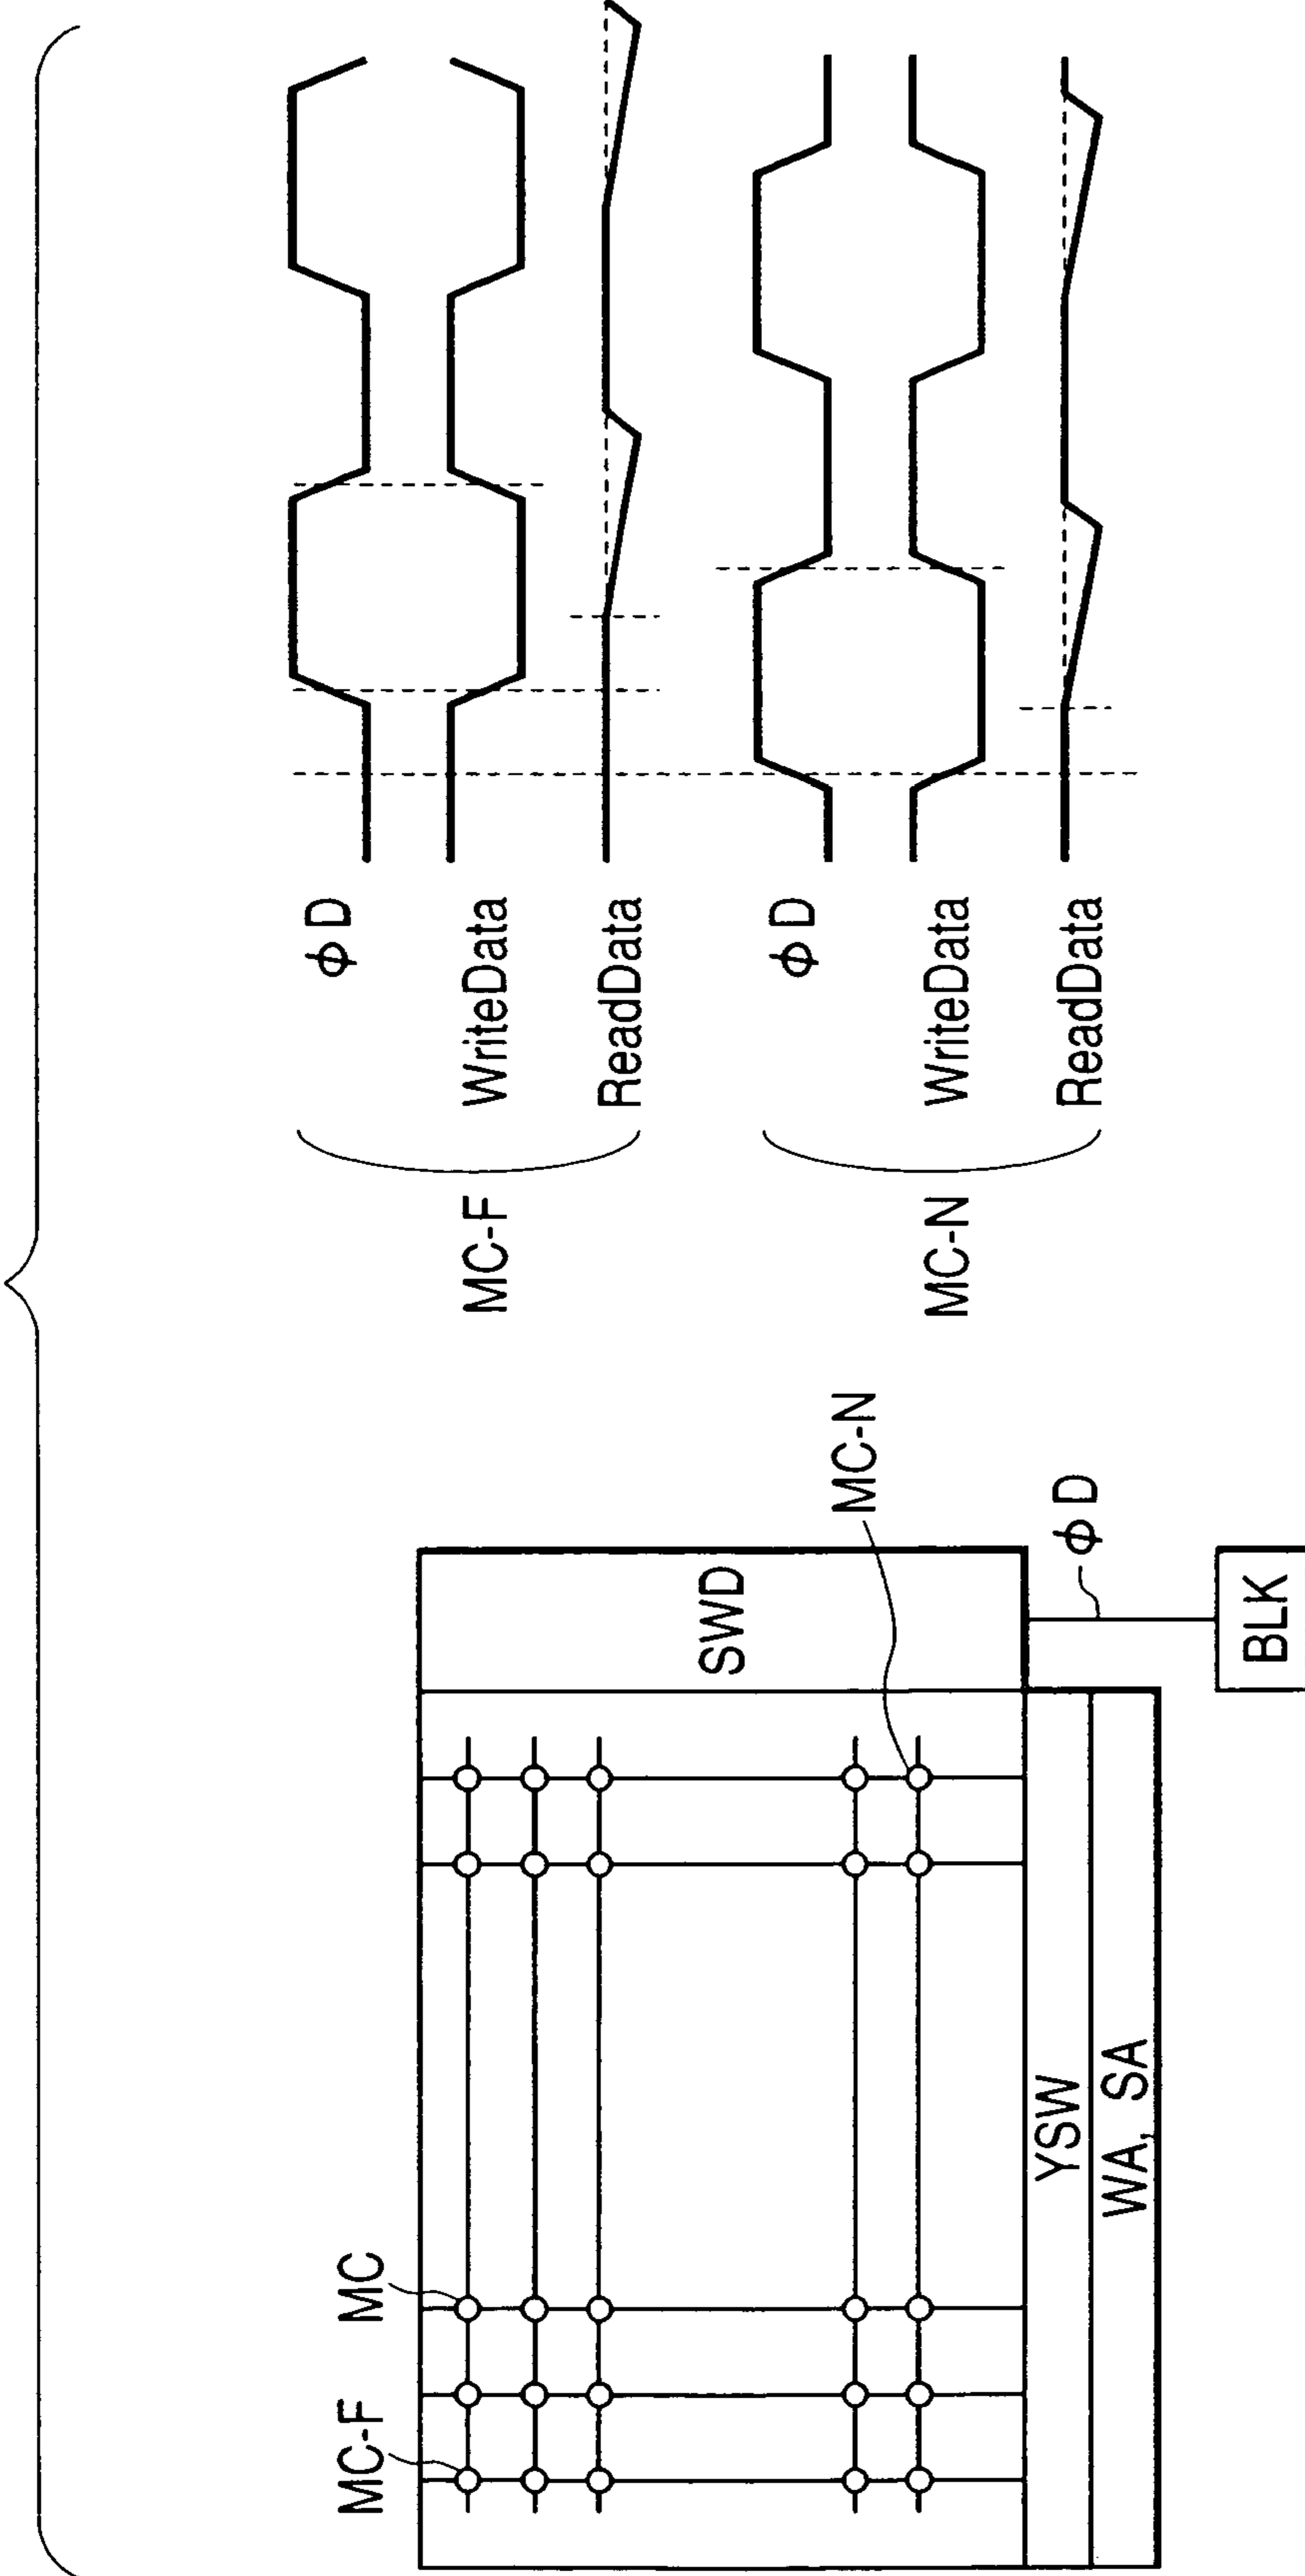 MC-F
MC
SWD
MC-N
YSW
WA, SA
φD
BLK
MC-F
φD
WriteData
ReadData
MC-N
φD
WriteData
ReadData